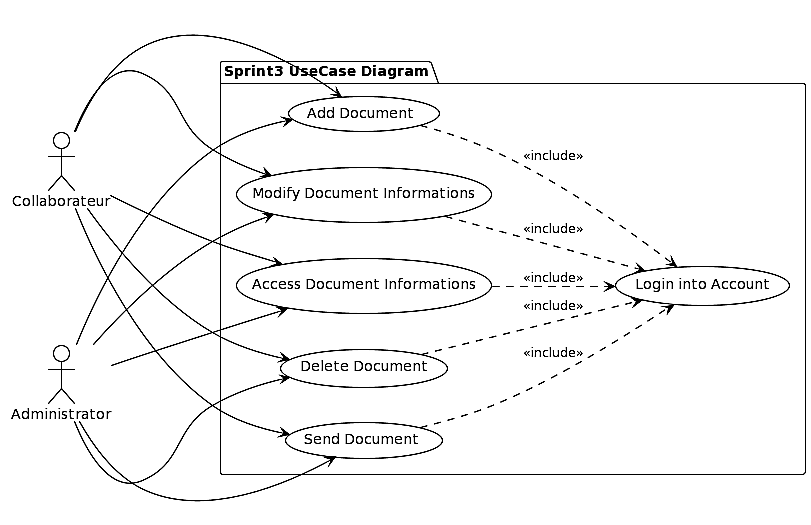 Sprint3 UseCase Diagram
Add Document
«include»
Collaborateur
Modify Document Informations
«include»
Access Document Informations
«include»
Login into Account
«include»
Delete Document
«include»
Administrator
Send Document